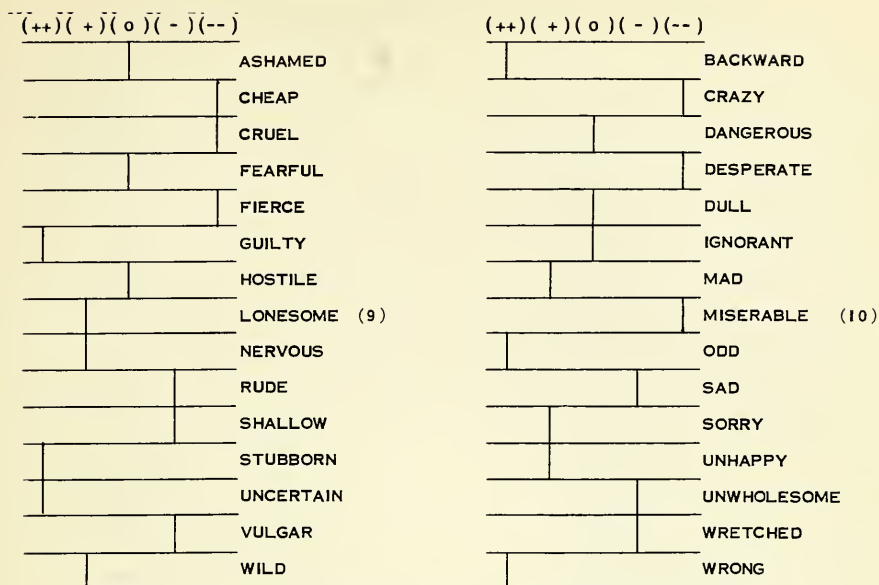 (++)( +)( o )( - )(--)
ASHAMED
CHEAP
CRUEL
FEARFUL
FIERCE
GUILTY
HOSTILE
LONESOME (9)
NERVOUS
RUDE
SHALLOW
STUBBORN
UNCERTAIN
VULGAR
WILD
(++)( +)( o )( - )(--)
BACKWARD
CRAZY
DANGEROUS
DESPERATE
DULL
IGNORANT
MAD
MISERABLE (10)
ODD
SAD
SORRY
UNHAPPY
UNWHOLESOME
WRETCHED
WRONG